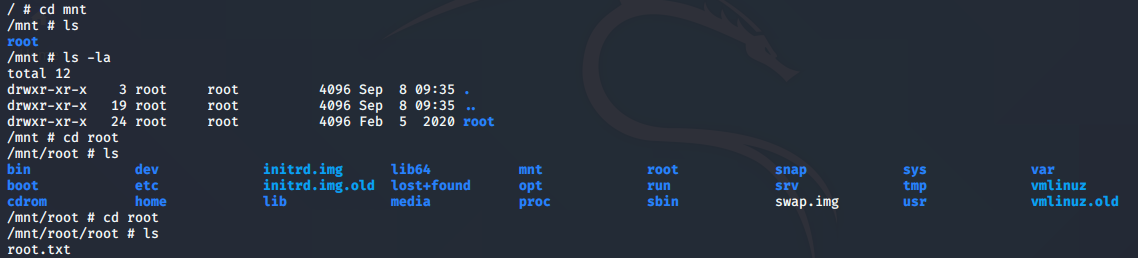 / # cd mnt
/mnt # ls
root
/mnt # ls -la
total 12
drwxr-xr-x    3 root     root          4096 Sep  8 09:35 .
drwxr-xr-x   19 root     root          4096 Sep  8 09:35 ..
drwxr-xr-x   24 root     root          4096 Feb  5  2020 root
/mnt # cd root
/mnt/root # ls
bin             dev             initrd.img      lib64           mnt             root            snap            sys             var
boot            etc             initrd.img.old  lost+found      opt             run             srv             tmp             vmlinuz
cdrom           home            lib             media           proc            sbin            swap.img        usr             vmlinuz.old
/mnt/root # cd root
/mnt/root/root # ls
root.txt